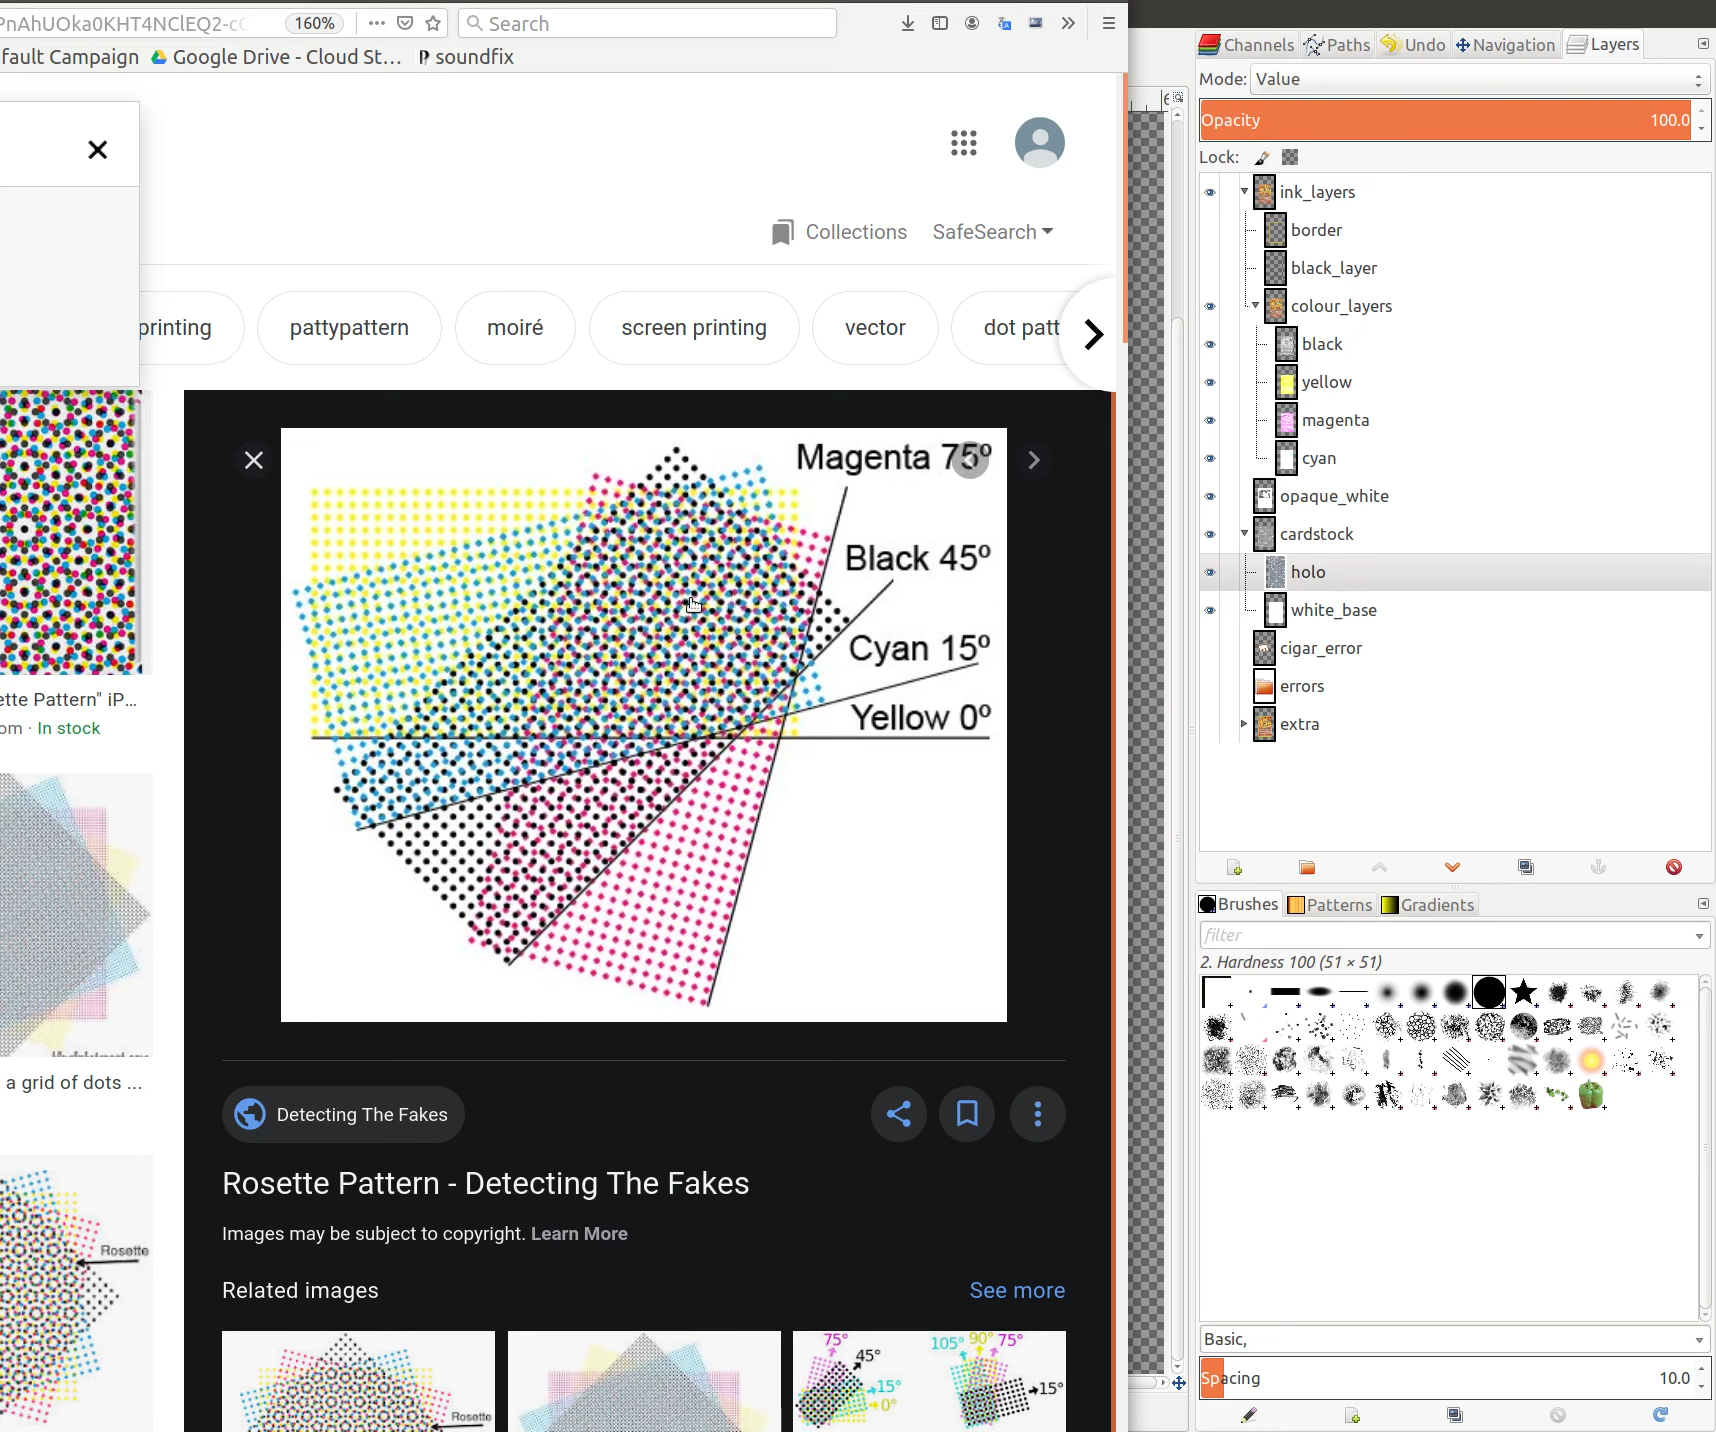 160%
Search
fault Campaign
Google Drive - Cloud St...
soundfix
Collections
SafeSearch
printing
pattypattern
moiré
screen printing
vector
dot patt
Magenta 75º
Black 45º
Cyan 15º
Yellow 0º
ette Pattern" iP...
om · In stock
a grid of dots ...
Rosette
Detecting The Fakes
Rosette Pattern - Detecting The Fakes
Images may be subject to copyright. Learn More
Related images
See more
Rosette
75°
45°
15°
0°
105°
90°
75°
15°
Channels
Paths
Undo
Navigation
Layers
Mode: Value
Opacity 100.0
Lock:
ink_layers
border
black_layer
colour_layers
black
yellow
magenta
cyan
opaque_white
cardstock
holo
white_base
cigar_error
errors
extra
Brushes
Patterns
Gradients
filter
2. Hardness 100 (51 × 51)
Basic,
Spacing 10.0